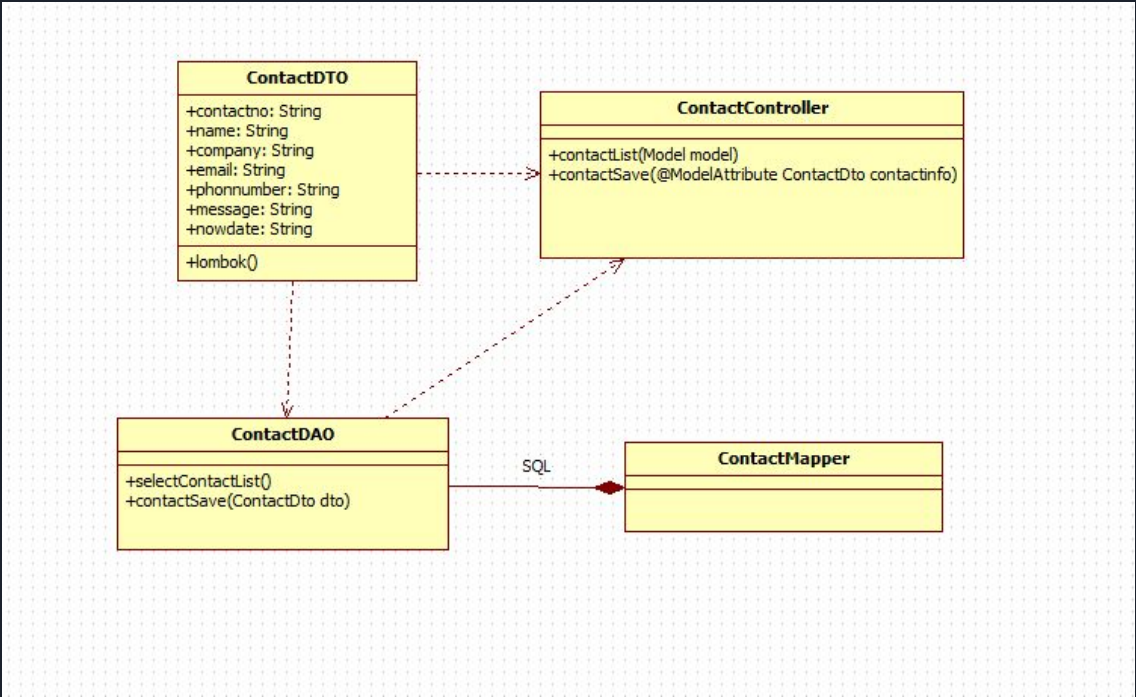 ContactDTO
+contactno: String
+name: String
+company: String
+email: String
+phonnumber: String
+message: String
+nowdate: String
+lombok()
ContactController
+contactList(Model model)
+contactSave(@ModelAttribute ContactDto contactinfo)
ContactDAO
+selectContactList()
+contactSave(ContactDto dto)
SQL
ContactMapper